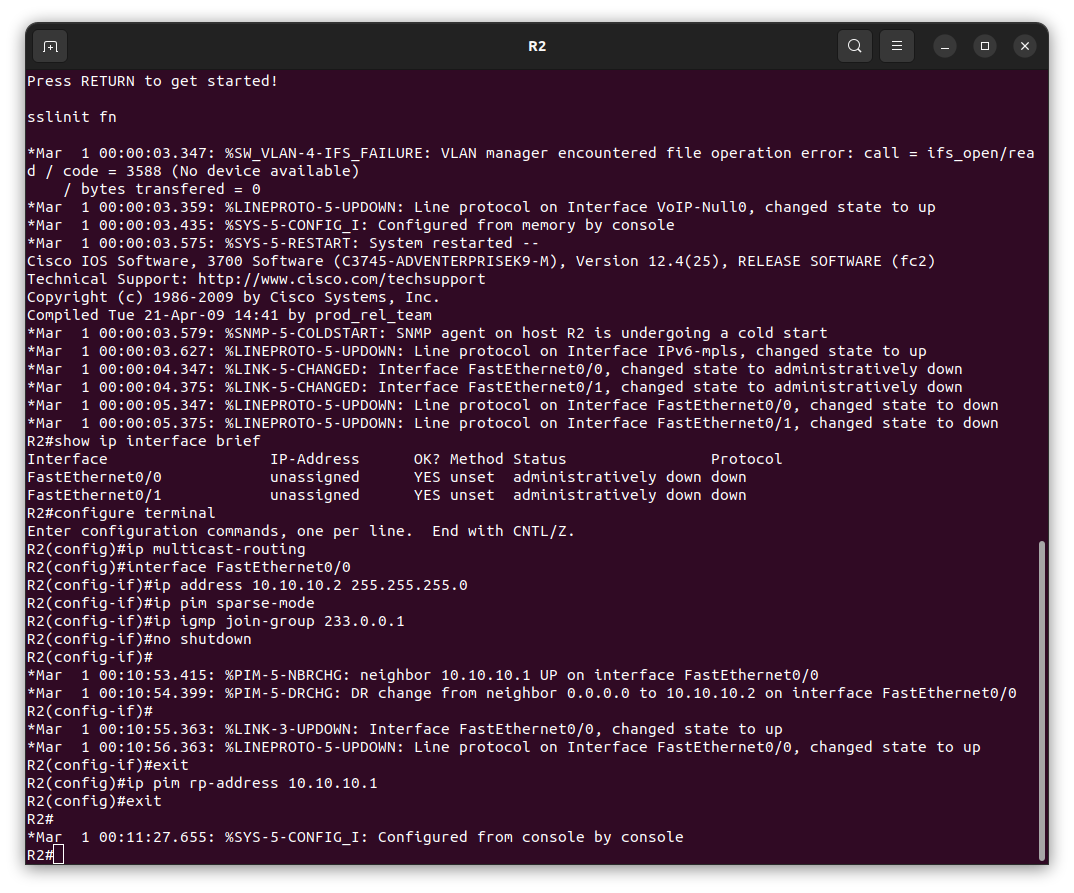 R2
Press RETURN to get started!
sslinit fn
*Mar  1 00:00:03.347: %SW_VLAN-4-IFS_FAILURE: VLAN manager encountered file operation error: call = ifs_open/rea
d / code = 3588 (No device available)
    / bytes transfered = 0
*Mar  1 00:00:03.359: %LINEPROTO-5-UPDOWN: Line protocol on Interface VoIP-Null0, changed state to up
*Mar  1 00:00:03.435: %SYS-5-CONFIG_I: Configured from memory by console
*Mar  1 00:00:03.575: %SYS-5-RESTART: System restarted --
Cisco IOS Software, 3700 Software (C3745-ADVENTERPRISEK9-M), Version 12.4(25), RELEASE SOFTWARE (fc2)
Technical Support: http://www.cisco.com/techsupport
Copyright (c) 1986-2009 by Cisco Systems, Inc.
Compiled Tue 21-Apr-09 14:41 by prod_rel_team
*Mar  1 00:00:03.579: %SNMP-5-COLDSTART: SNMP agent on host R2 is undergoing a cold start
*Mar  1 00:00:03.627: %LINEPROTO-5-UPDOWN: Line protocol on Interface IPv6-mpls, changed state to up
*Mar  1 00:00:04.347: %LINK-5-CHANGED: Interface FastEthernet0/0, changed state to administratively down
*Mar  1 00:00:04.375: %LINK-5-CHANGED: Interface FastEthernet0/1, changed state to administratively down
*Mar  1 00:00:05.347: %LINEPROTO-5-UPDOWN: Line protocol on Interface FastEthernet0/0, changed state to down
*Mar  1 00:00:05.375: %LINEPROTO-5-UPDOWN: Line protocol on Interface FastEthernet0/1, changed state to down
R2#show ip interface brief
Interface                  IP-Address      OK? Method Status                Protocol
FastEthernet0/0            unassigned      YES unset  administratively down down
FastEthernet0/1            unassigned      YES unset  administratively down down
R2#configure terminal
Enter configuration commands, one per line.  End with CNTL/Z.
R2(config)#ip multicast-routing
R2(config)#interface FastEthernet0/0
R2(config-if)#ip address 10.10.10.2 255.255.255.0
R2(config-if)#ip pim sparse-mode
R2(config-if)#ip igmp join-group 233.0.0.1
R2(config-if)#no shutdown
R2(config-if)#
*Mar  1 00:10:53.415: %PIM-5-NBRCHG: neighbor 10.10.10.1 UP on interface FastEthernet0/0
*Mar  1 00:10:54.399: %PIM-5-DRCHG: DR change from neighbor 0.0.0.0 to 10.10.10.2 on interface FastEthernet0/0
R2(config-if)#
*Mar  1 00:10:55.363: %LINK-3-UPDOWN: Interface FastEthernet0/0, changed state to up
*Mar  1 00:10:56.363: %LINEPROTO-5-UPDOWN: Line protocol on Interface FastEthernet0/0, changed state to up
R2(config-if)#exit
R2(config)#ip pim rp-address 10.10.10.1
R2(config)#exit
R2#
*Mar  1 00:11:27.655: %SYS-5-CONFIG_I: Configured from console by console
R2#